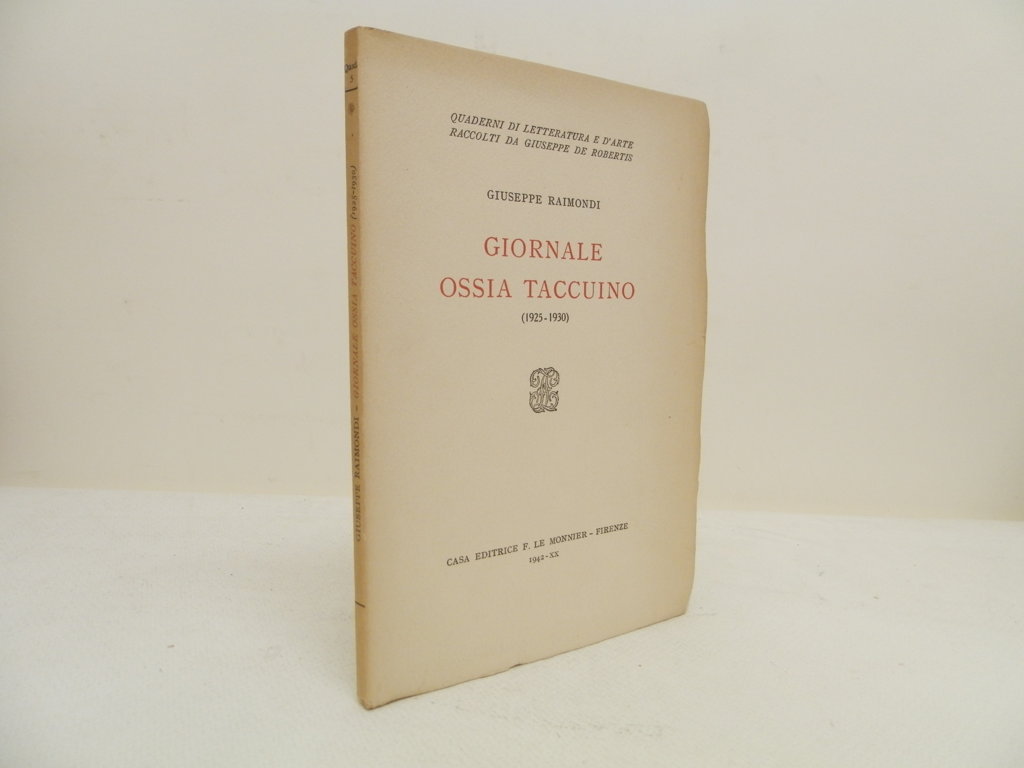 QUADERNI DI LETTERATURA E D'ARTE
RACCOLTI DA GIUSEPPE DE ROBERTIS
GIUSEPPE RAIMONDI
GIORNALE
OSSIA TACCUINO
(1925-1930)
CASA EDITRICE F. LE MONNIER - FIRENZE
1942-XX
GIUSEPPE RAIMONDI - GIORNALE OSSIA TACCUINO (1925-1930)
5